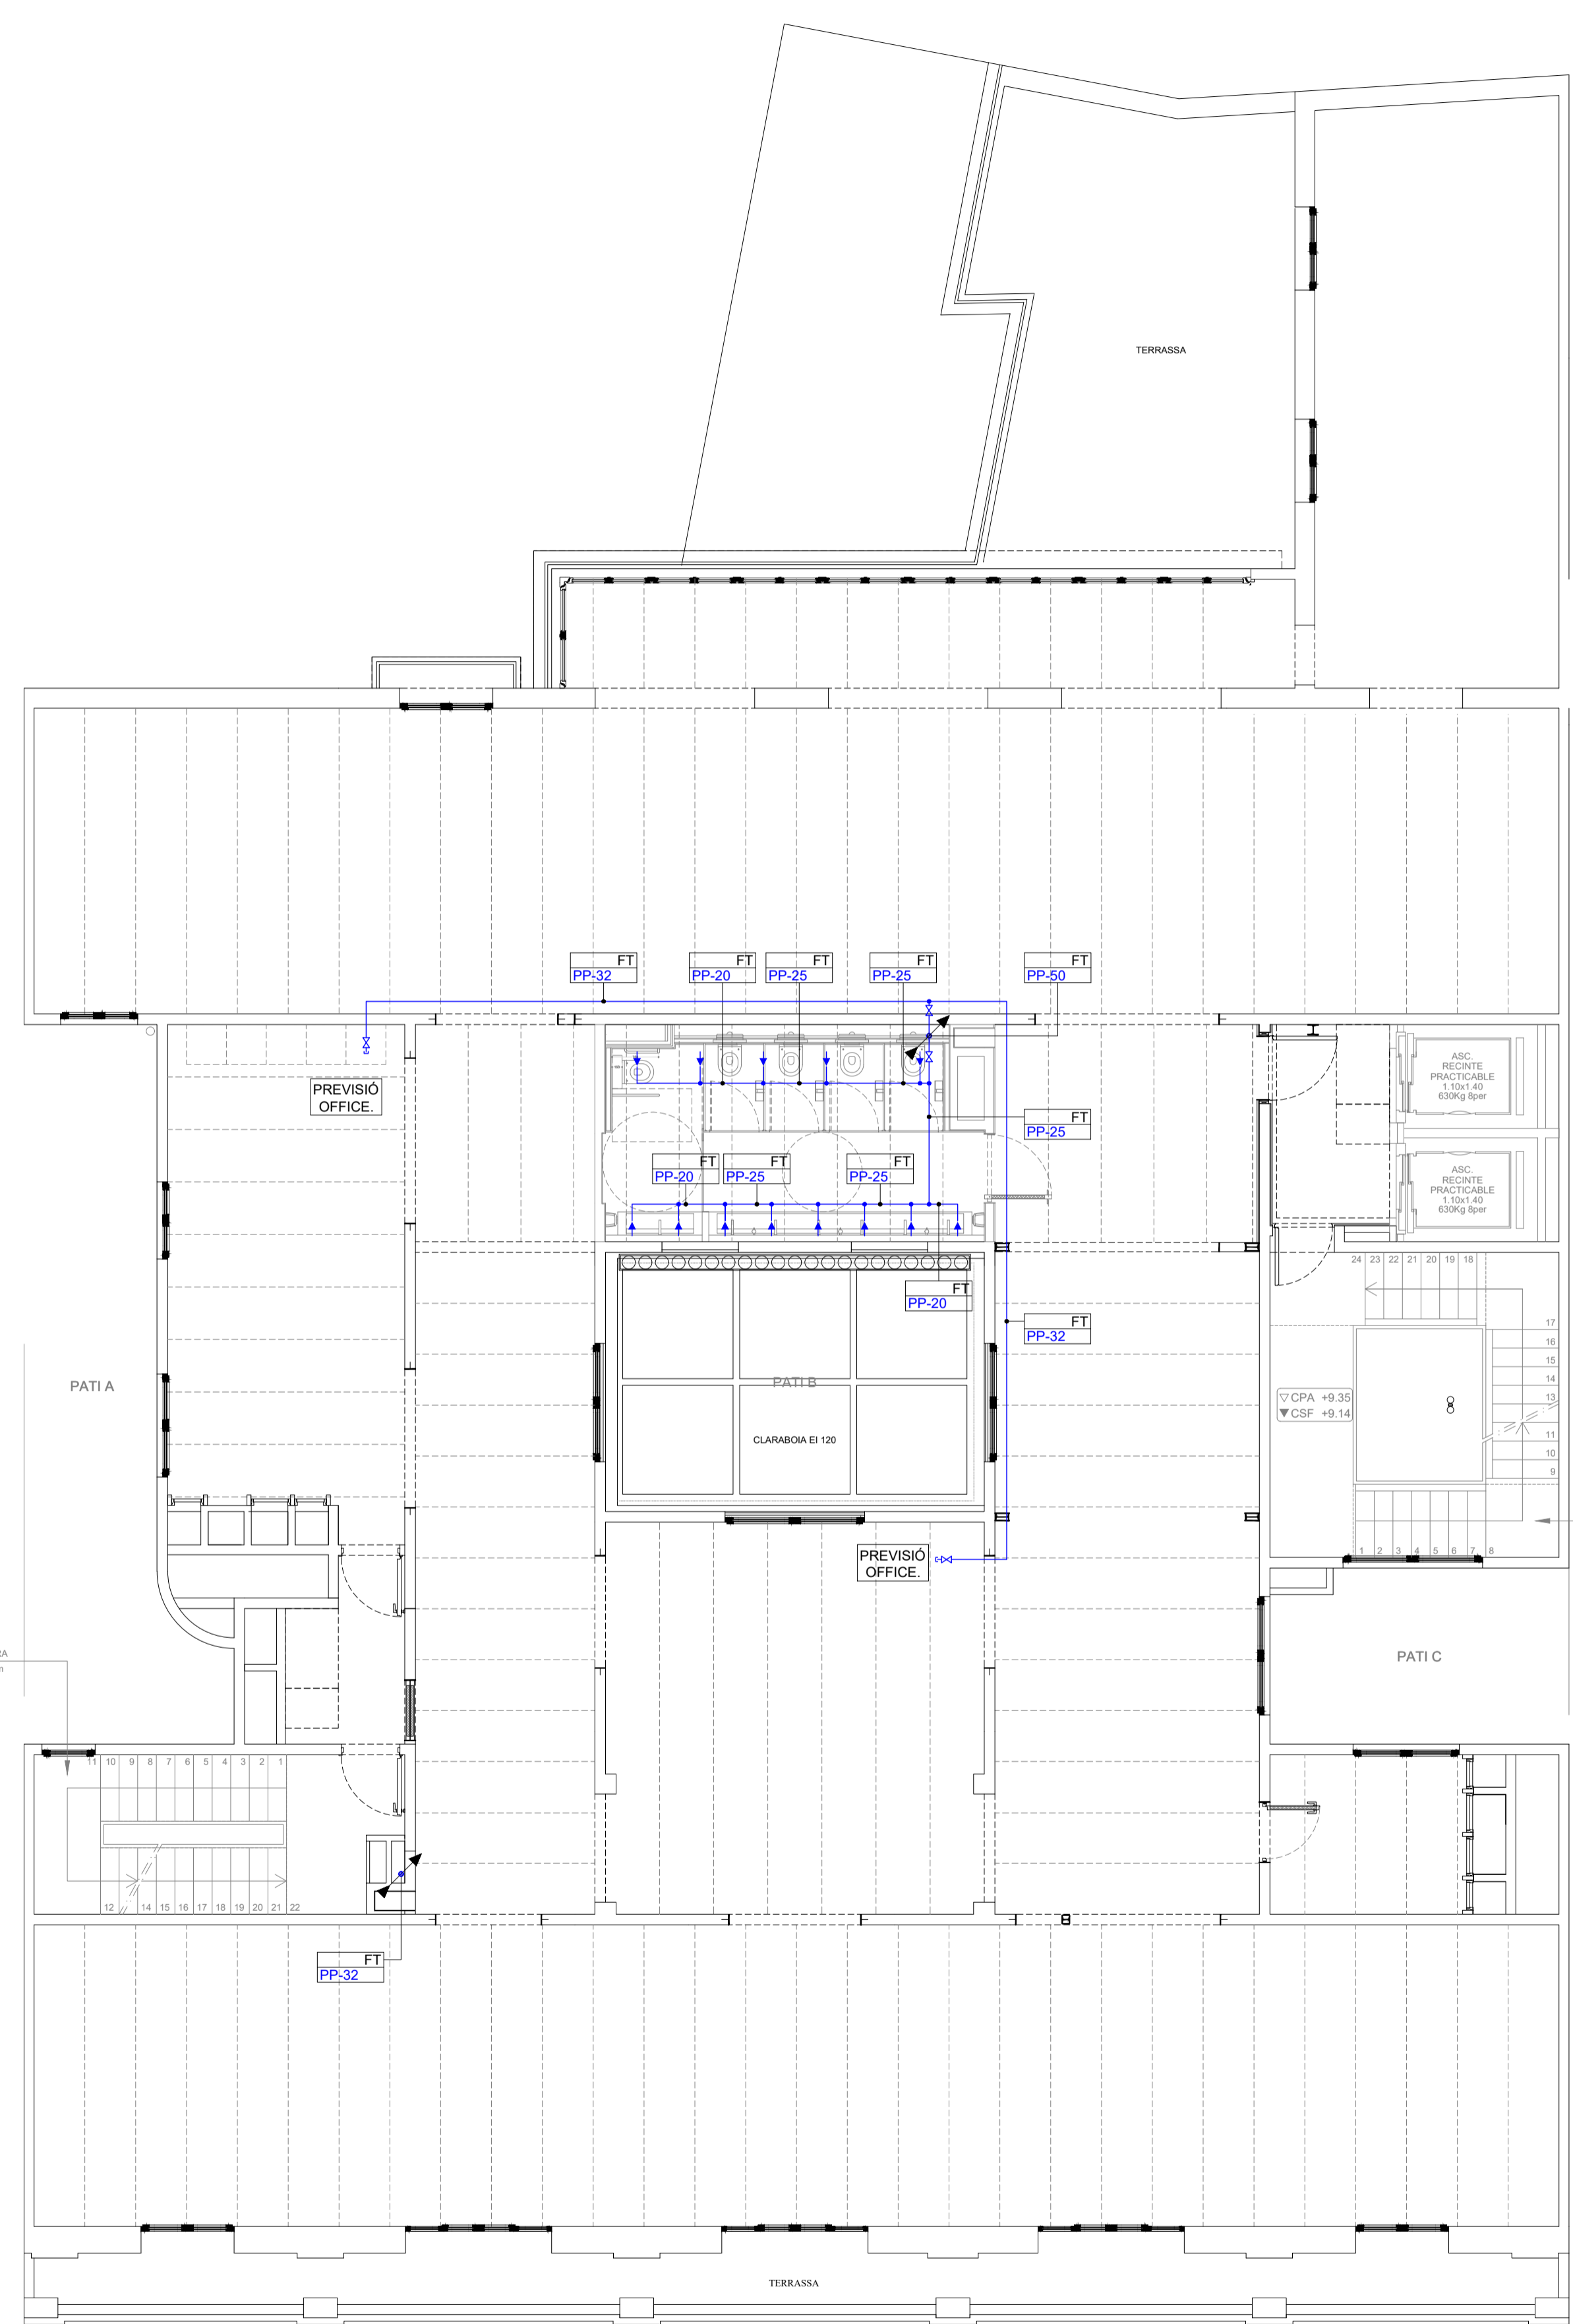 TERRASSA
FT
PP-32
FT
PP-20
FT
PP-25
FT
PP-25
FT
PP-50
PREVISIÓ
OFFICE.
ASC.
RECINTE
PRACTICABLE
1.10x1.40
630Kg 8per
FT
PP-25
FT
PP-20
FT
PP-25
FT
PP-25
ASC.
RECINTE
PRACTICABLE
1.10x1.40
630Kg 8per
24 23 22 21 20 19 18
FT
PP-20
FT
PP-32
17
16
15
14
13
11
10
9
PATI A
PATI B
CPA +9.35
CSF +9.14
CLARABOIA EI 120
1 2 3 4 5 6 7 8
PREVISIÓ
OFFICE.
PATI C
RA
m
11 10 9 8 7 6 5 4 3 2 1
12 14 15 16 17 18 19 20 21 22
FT
PP-32
TERRASSA